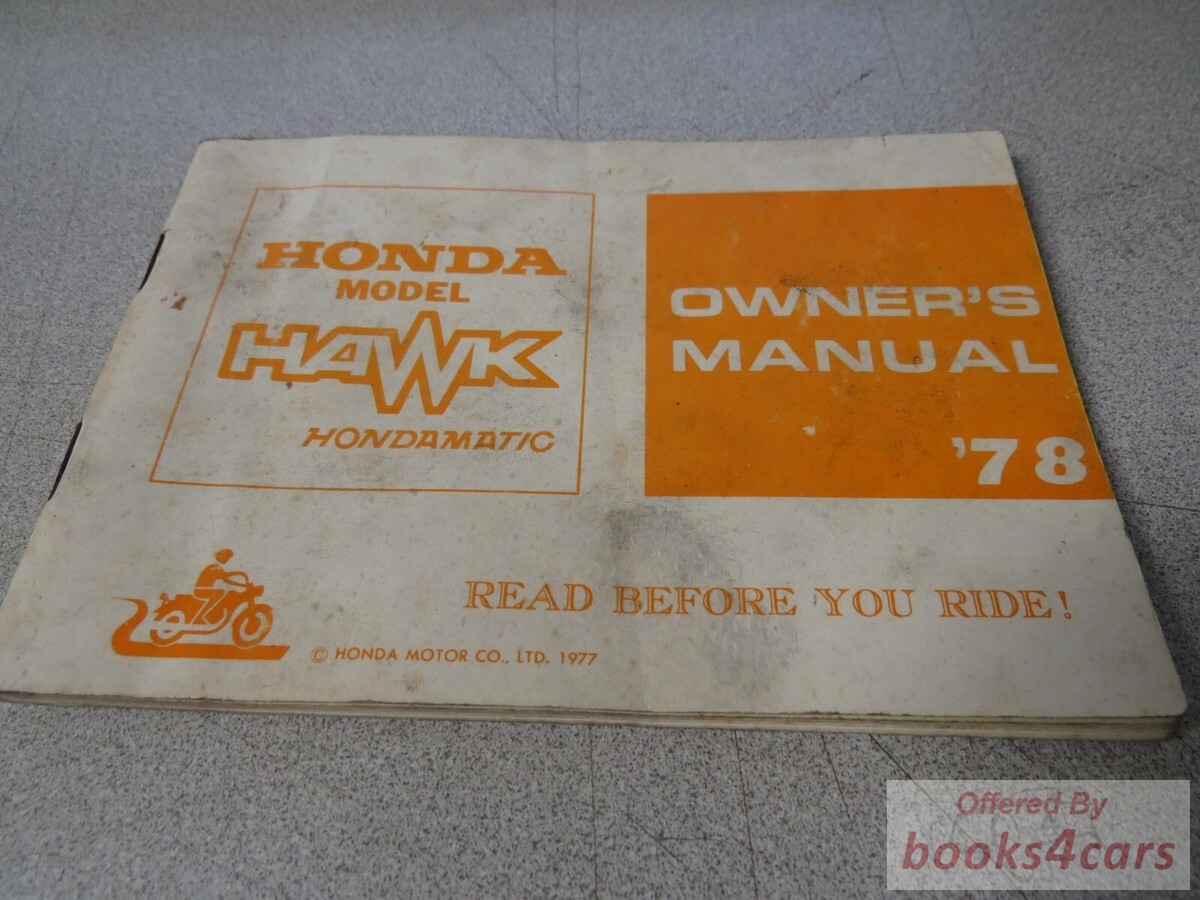 HONDA
MODEL
HAWK
HONDAMATIC
OWNER'S
MANUAL
'78
READ BEFORE YOU RIDE!
© HONDA MOTOR CO., LTD. 1977
Offered By
books4cars